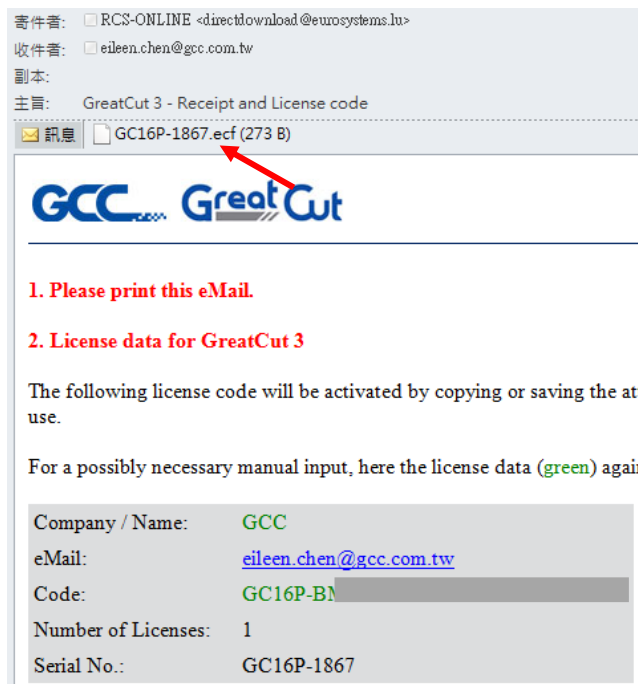 寄件者: RCS-ONLINE <directdownload@eurosystems.lu>
收件者: eileen.chen@gcc.com.tw
副本:
主旨: GreatCut 3 - Receipt and License code
訊息 GC16P-1867.ecf (273 B)
GCC GreatCut
1. Please print this eMail.
2. License data for GreatCut 3
The following license code will be activated by copying or saving the
use.
For a possibly necessary manual input, here the license data (green)
Company / Name: GCC
eMail: eileen.chen@gcc.com.tw
Code:
Number of Licenses: 1
Serial No.: GC16P-1867